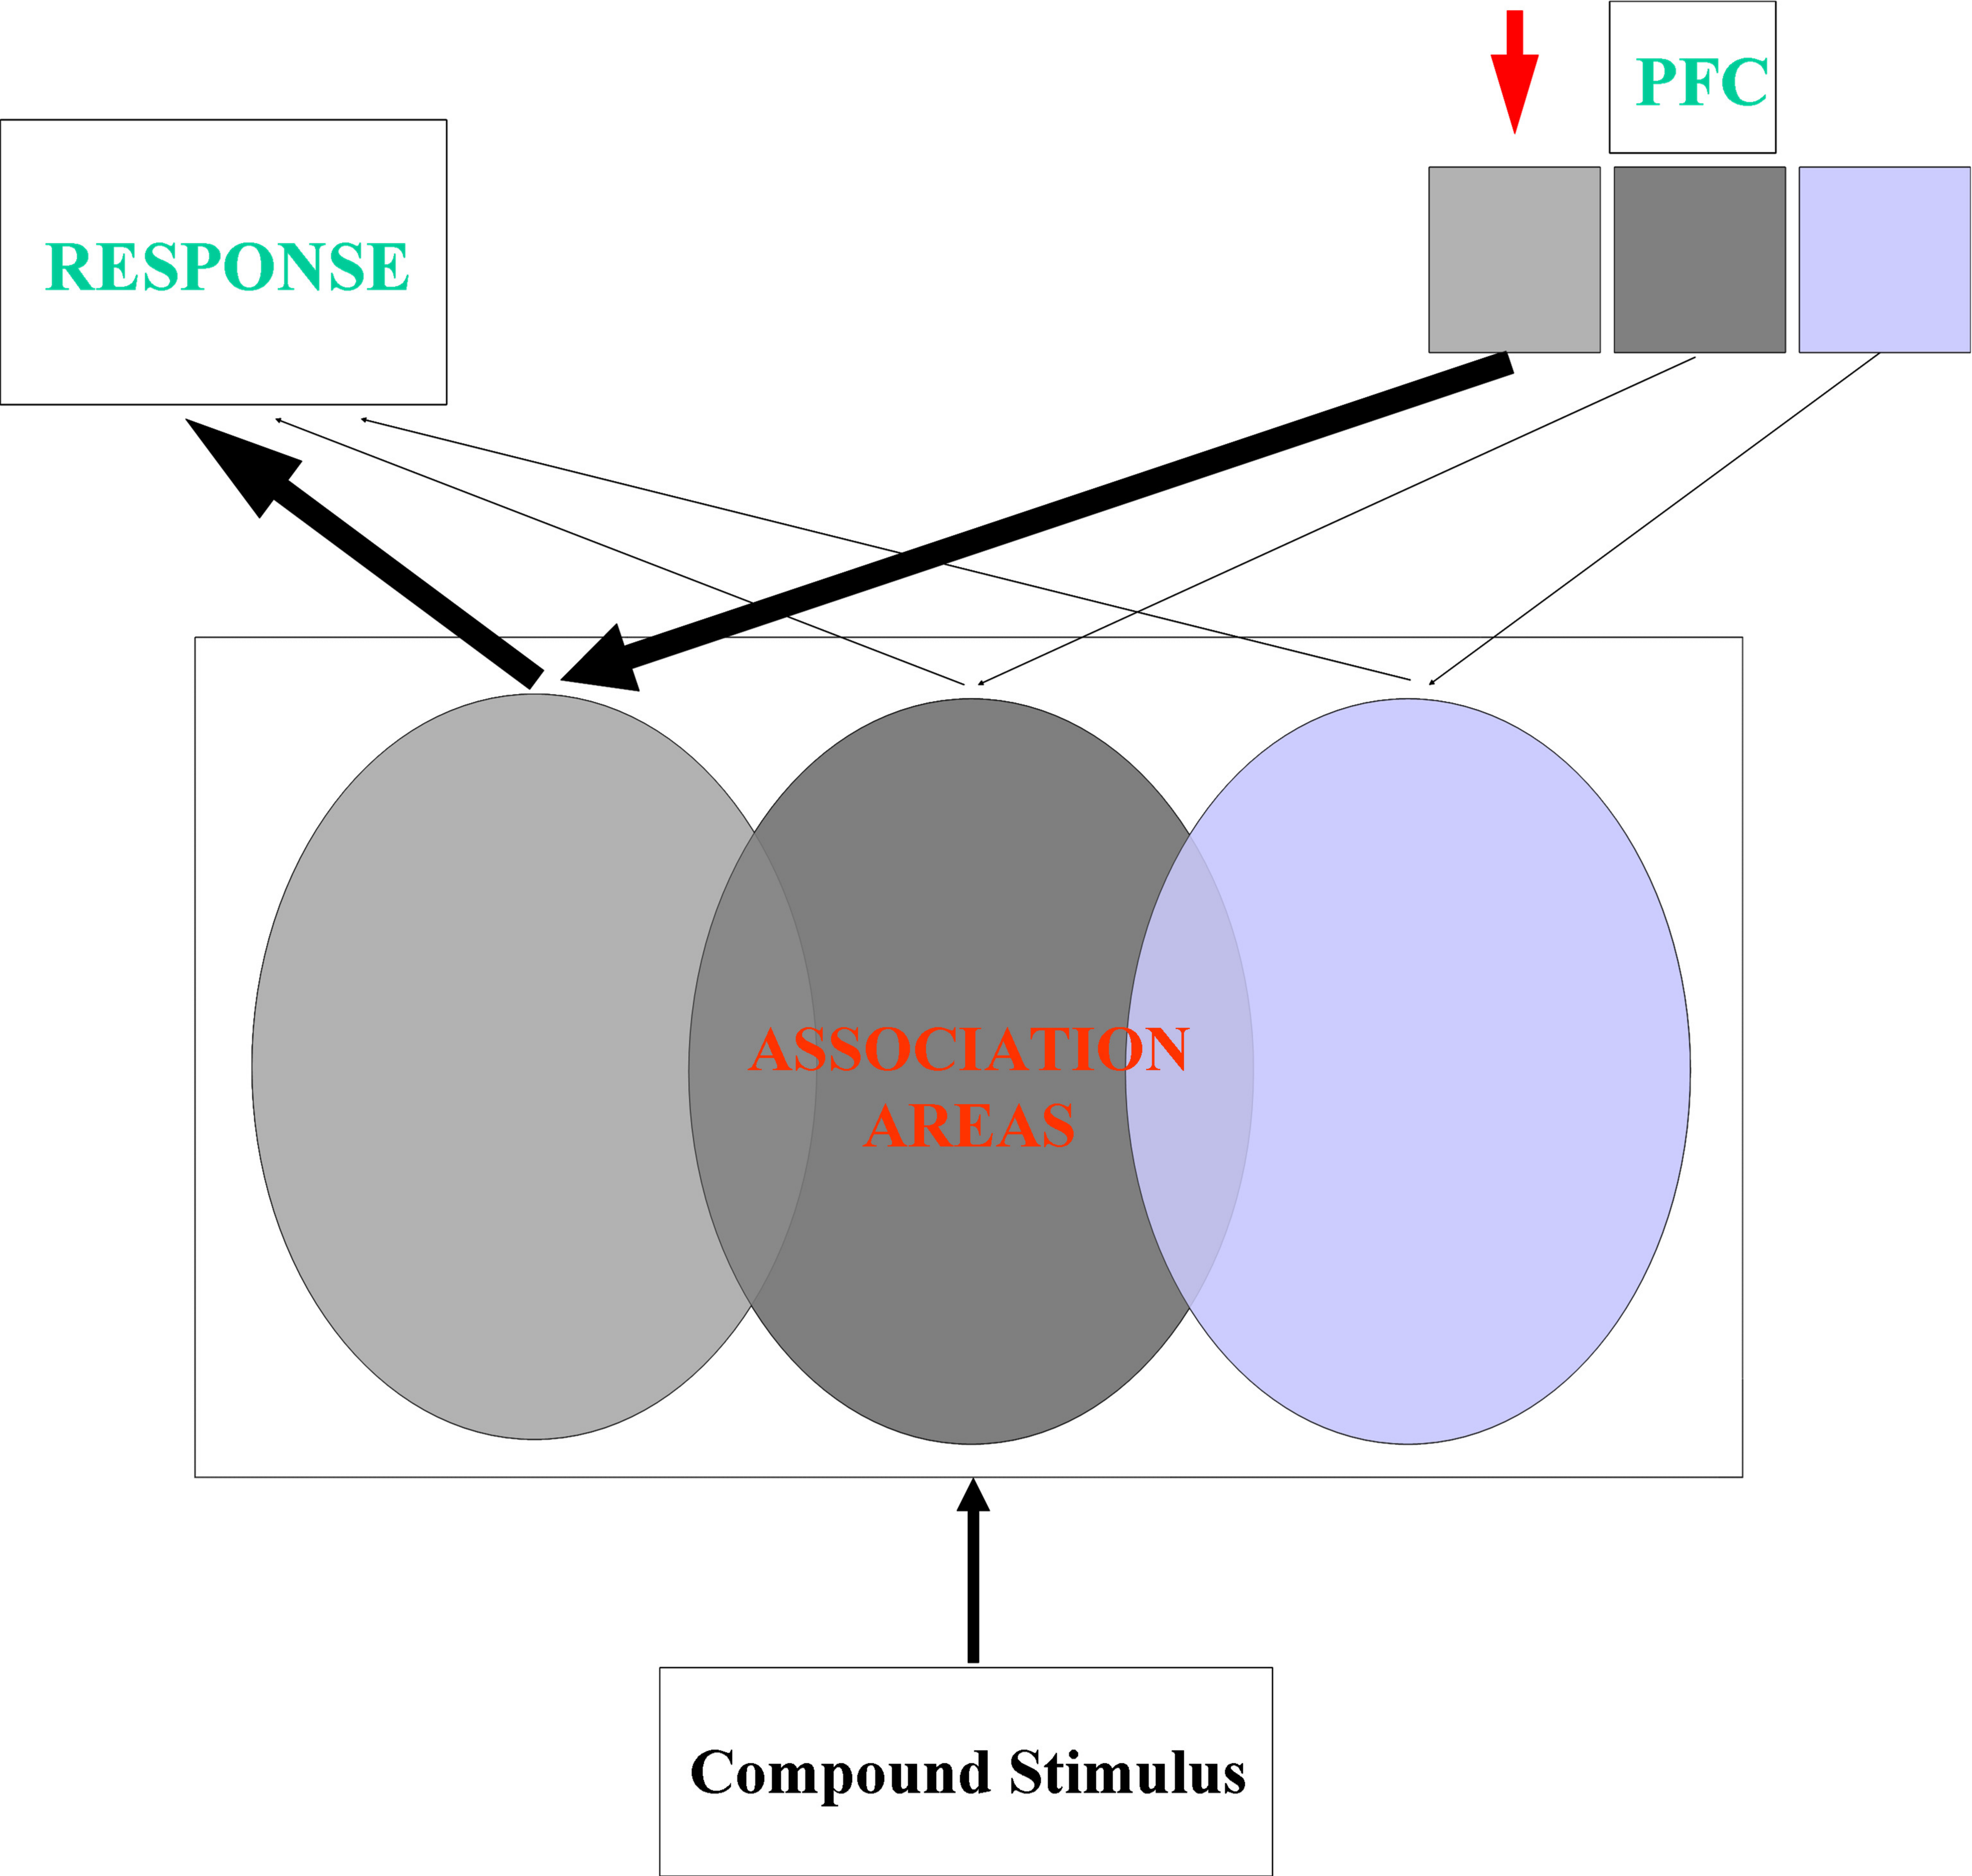 PFC
RESPONSE
ASSOCIATION
AREAS
Compound Stimulus